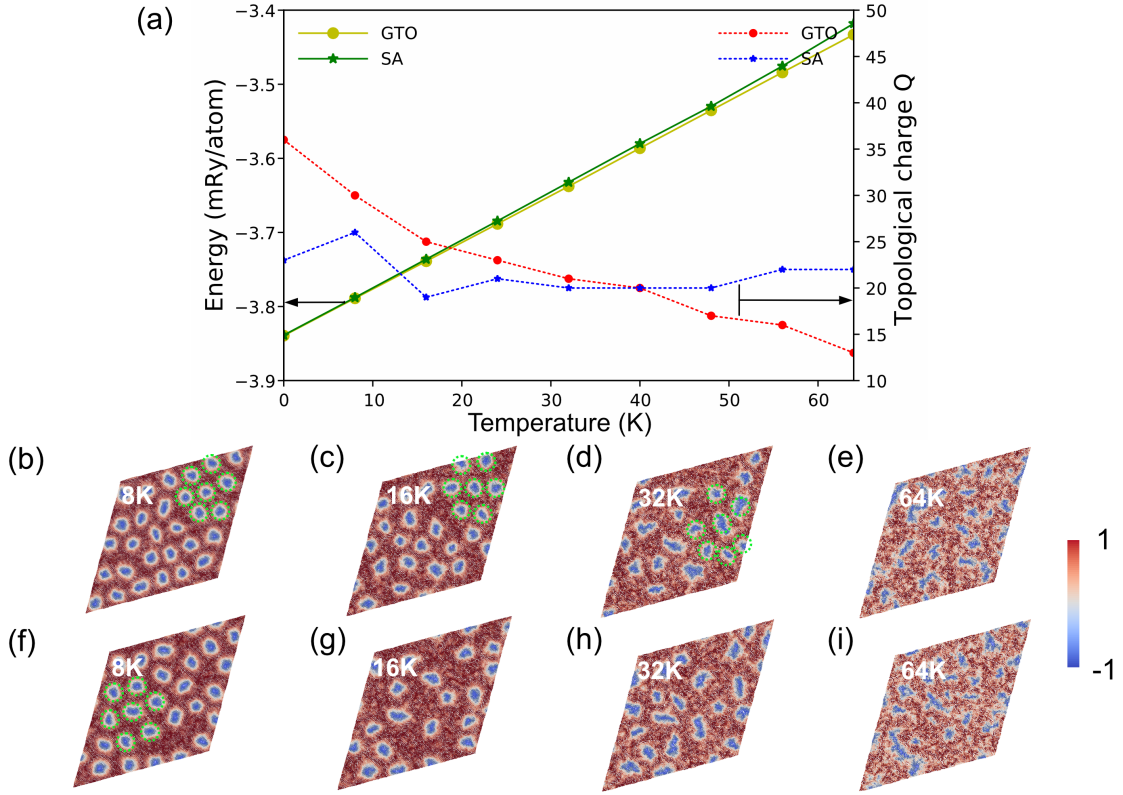 (a)
GTO
SA
GTO
SA
Energy (mRy/atom)
−3.4
−3.5
−3.6
−3.7
−3.8
−3.9
50
45
40
35
30
25
20
15
10
Topological charge Q
0 10 20 30 40 50 60
Temperature (K)
(b) (c) (d) (e)
8K 16K 32K 64K
(f) (g) (h) (i)
8K 16K 32K 64K
1
-1